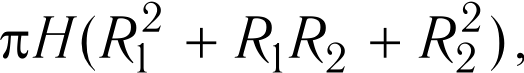 πH(R₁² + R₁R₂ + R₂²),